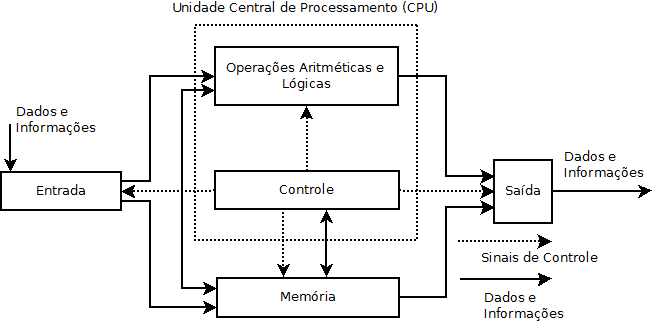 Unidade Central de Processamento (CPU)
Operações Aritméticas e
Lógicas
Dados e
Informações
Entrada
Controle
Saída
Dados e
Informações
Sinais de Controle
Memória
Dados e
Informações